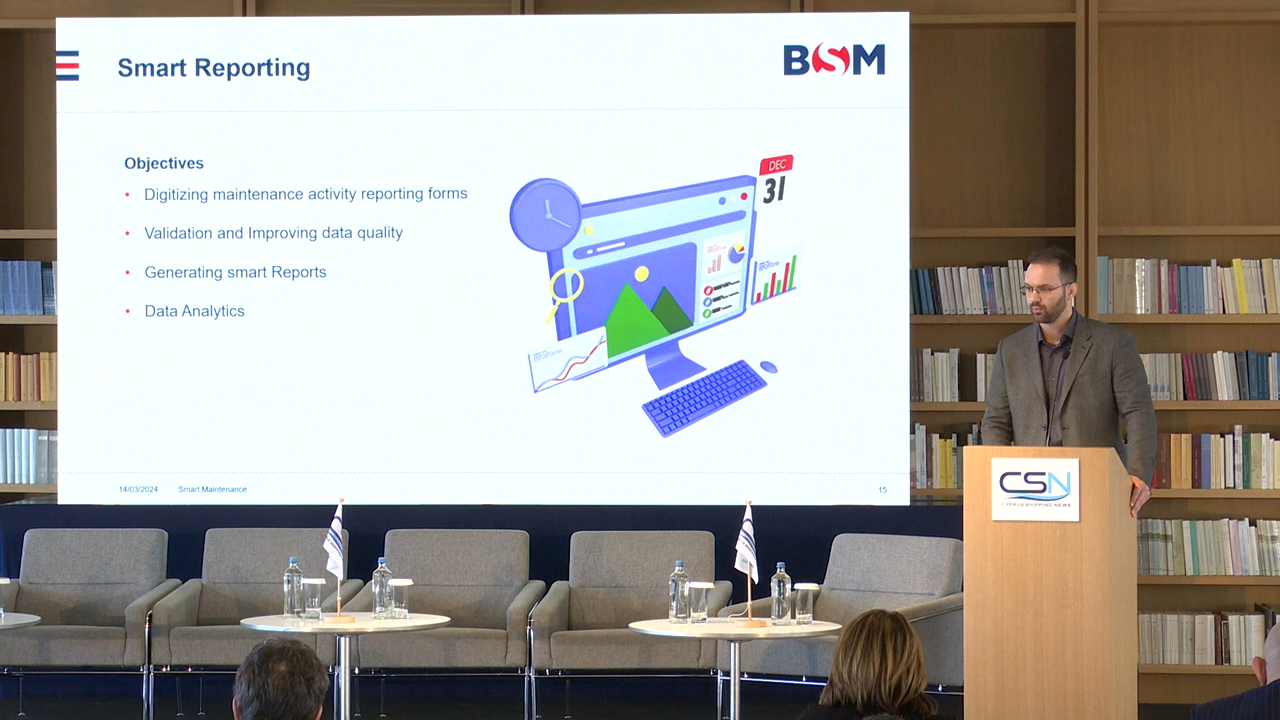 Smart Reporting
BSM
Objectives
• Digitizing maintenance activity reporting forms
• Validation and Improving data quality
• Generating smart Reports
• Data Analytics
DEC
31
14/03/2024 Smart Maintenance
15
CSN
CYPRUS SHIPPING NEWS